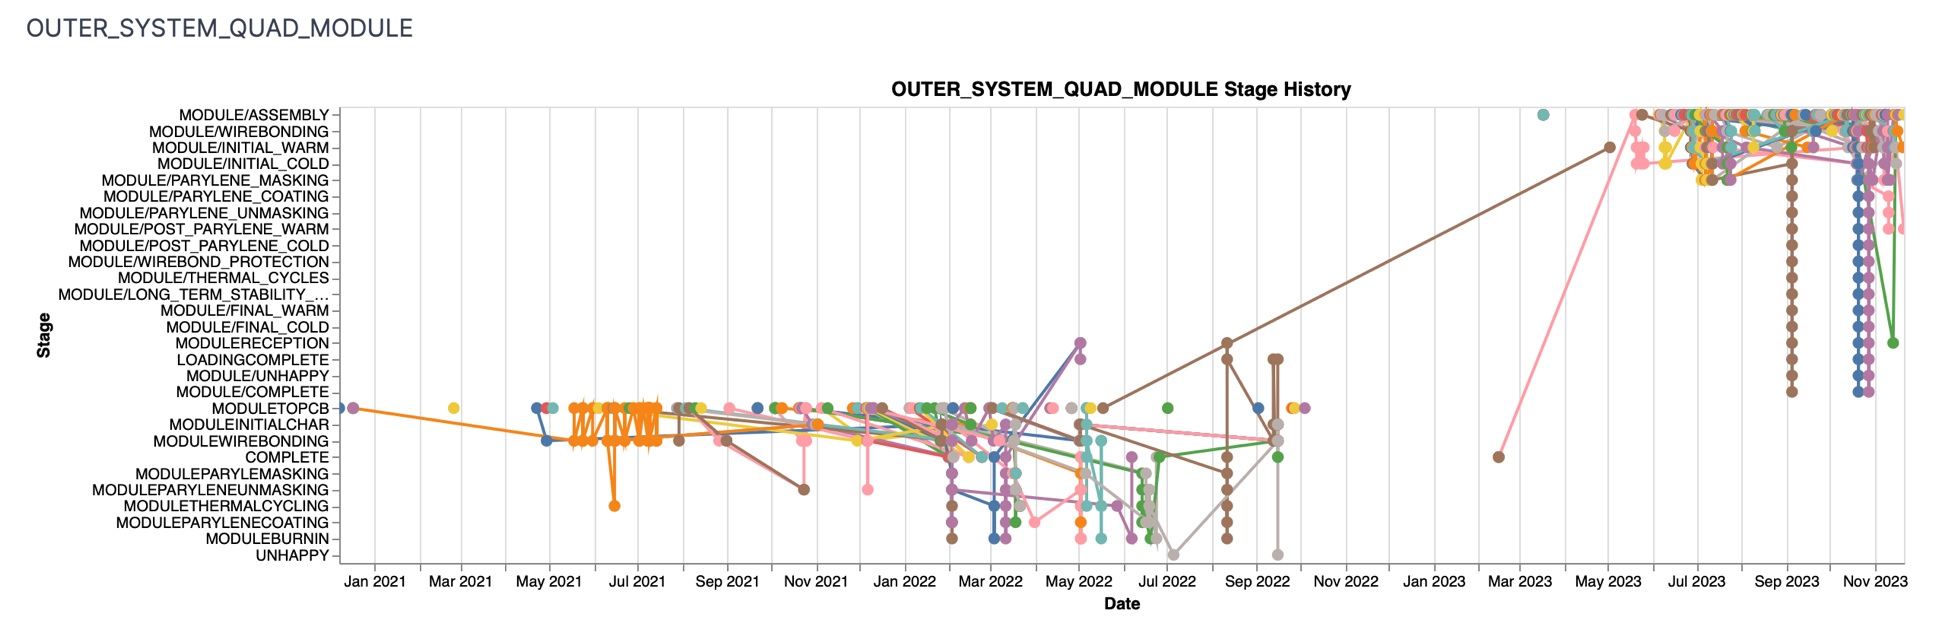 OUTER_SYSTEM_QUAD_MODULE
OUTER_SYSTEM_QUAD_MODULE Stage History
MODULE/ASSEMBLY
MODULE/WIREBONDING
MODULE/INITIAL_WARM
MODULE/INITIAL_COLD
MODULE/PARYLENE_MASKING
MODULE/PARYLENE_COATING
MODULE/PARYLENE_UNMASKING
MODULE/POST_PARYLENE_WARM
MODULE/POST_PARYLENE_COLD
MODULE/WIREBOND_PROTECTION
MODULE/THERMAL_CYCLES
MODULE/LONG_TERM_STABILITY_...
MODULE/FINAL_WARM
MODULE/FINAL_COLD
MODULERECEPTION
LOADINGCOMPLETE
MODULE/UNHAPPY
MODULE/COMPLETE
MODULETOPCB
MODULEINITIALCHAR
MODULEWIREBONDING
COMPLETE
MODULEPARYLEMASKING
MODULEPARYLENEUNMASKING
MODULETHERMALCYCLING
MODULEPARYLENECOATING
MODULEBURNIN
UNHAPPY
Stage
Jan 2021 Mar 2021 May 2021 Jul 2021 Sep 2021 Nov 2021 Jan 2022 Mar 2022 May 2022 Jul 2022 Sep 2022 Nov 2022 Jan 2023 Mar 2023 May 2023 Jul 2023 Sep 2023 Nov 2023
Date